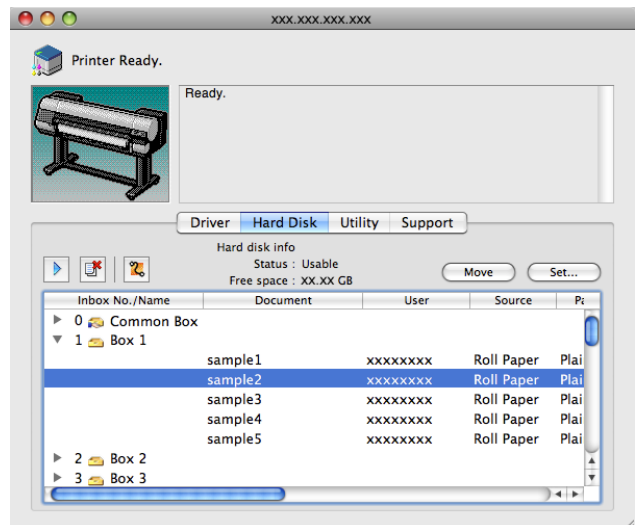 xxx.xxx.xxx.xxx
Printer Ready.
Ready.
Driver Hard Disk Utility Support
Hard disk info
Status : Usable
Free space : XX.XX GB
Move Set...
Inbox No./Name Document User Source Pa
0 Common Box
1 Box 1
sample1 xxxxxxxx Roll Paper Plai
sample2 xxxxxxxx Roll Paper Plai
sample3 xxxxxxxx Roll Paper Plai
sample4 xxxxxxxx Roll Paper Plai
sample5 xxxxxxxx Roll Paper Plai
2 Box 2
3 Box 3